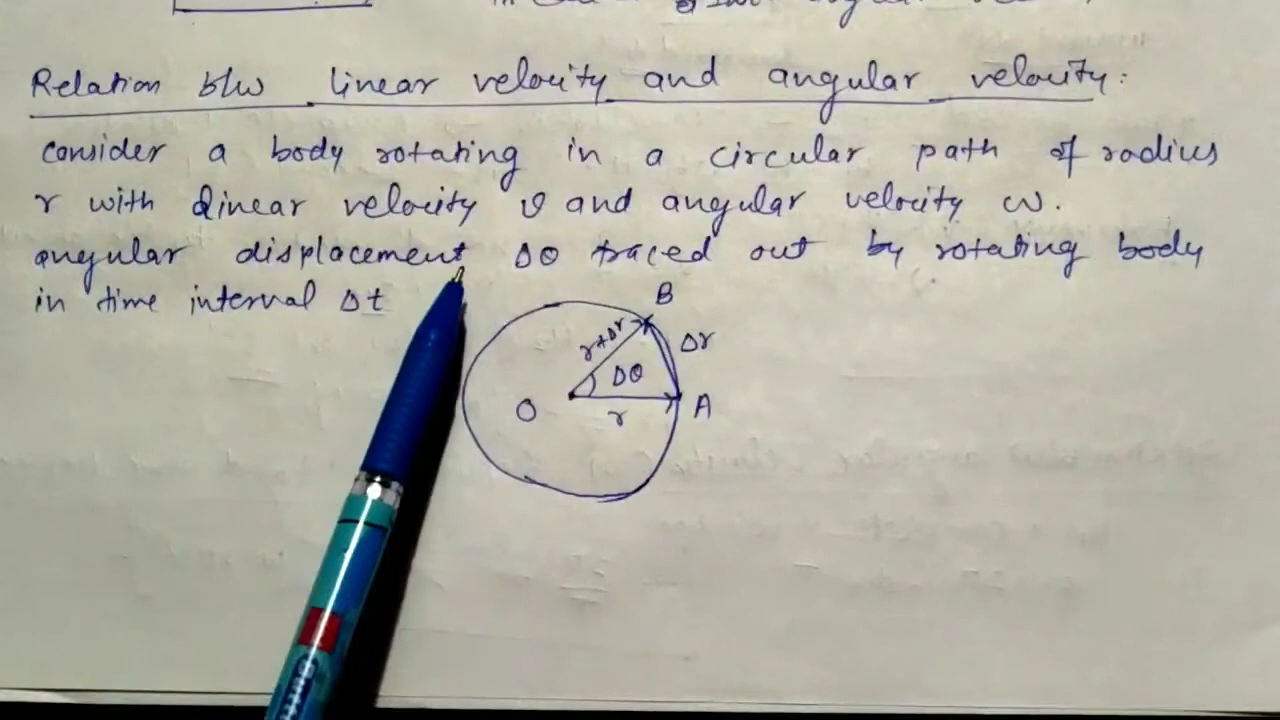 Relation b/w linear velocity and angular velocity:
consider a body rotating in a circular path of radius
r with linear velocity v and angular velocity ω.
angular displacement Δθ traced out by rotating body
in time interval Δt
B
r+Δr
Δr
Δθ
O
r
A